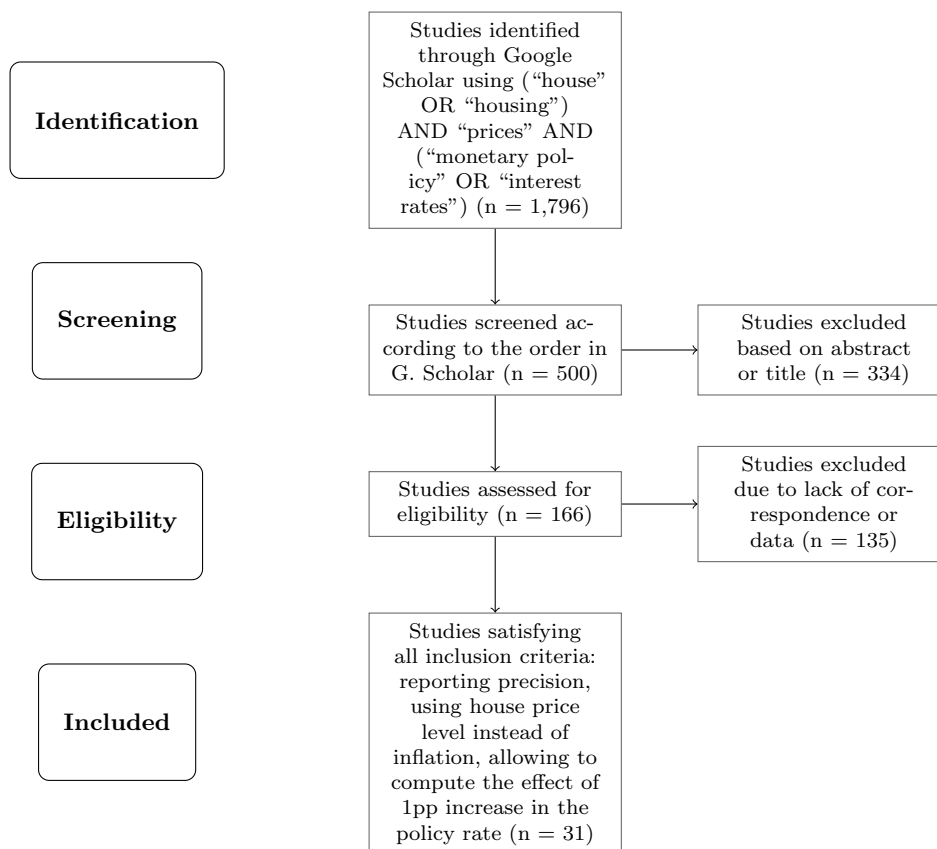 Identification
Studies identified
through Google
Scholar using (“house”
OR “housing”)
AND “prices” AND
(“monetary pol-
icy” OR “interest
rates”) (n = 1,796)
Screening
Studies screened ac-
cording to the order in
G. Scholar (n = 500)
Studies excluded
based on abstract
or title (n = 334)
Eligibility
Studies assessed for
eligibility (n = 166)
Studies excluded
due to lack of cor-
respondence or
data (n = 135)
Included
Studies satisfying
all inclusion criteria:
reporting precision,
using house price
level instead of
inflation, allowing to
compute the effect of
1pp increase in the
policy rate (n = 31)